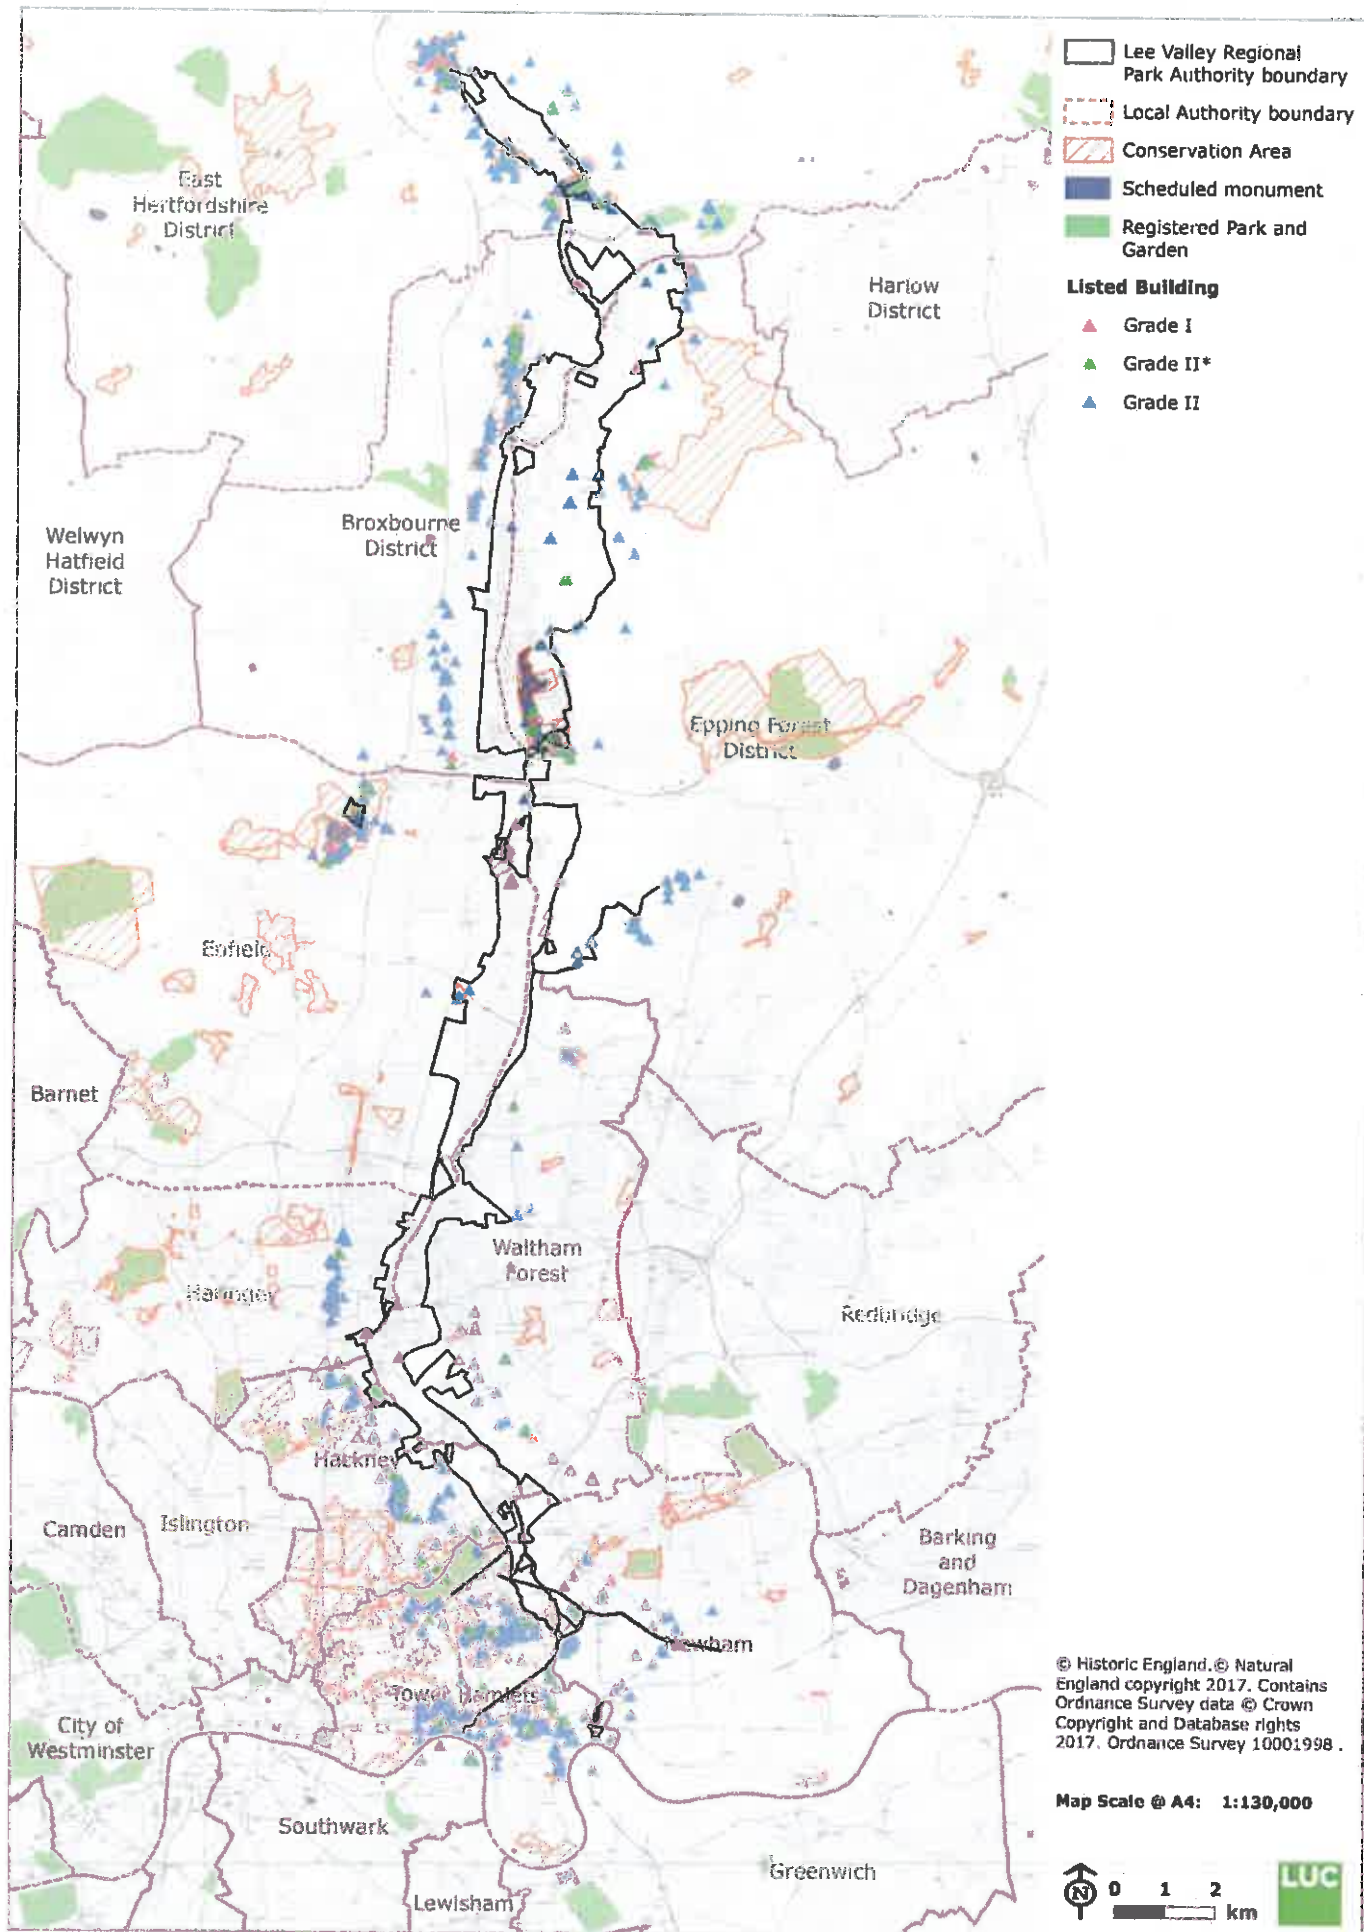 Lee Valley Regional
Park Authority boundary
Local Authority boundary
Conservation Area
Scheduled monument
Registered Park and
Garden
Listed Building
Grade I
Grade II*
Grade II
East
Hertfordshire
District
Harlow
District
Broxbourne
District
Welwyn
Hatfield
District
Epping Forest
District
Enfield
Barnet
Waltham
Forest
Haringey
Redbridge
Hackney
Camden
Islington
Barking
and
Dagenham
Newham
Tower Hamlets
City of
Westminster
Southwark
Greenwich
Lewisham
© Historic England.© Natural
England copyright 2017. Contains
Ordnance Survey data © Crown
Copyright and Database rights
2017. Ordnance Survey 10001998 .
Map Scale @ A4: 1:130,000
N
0 1 2
km
LUC